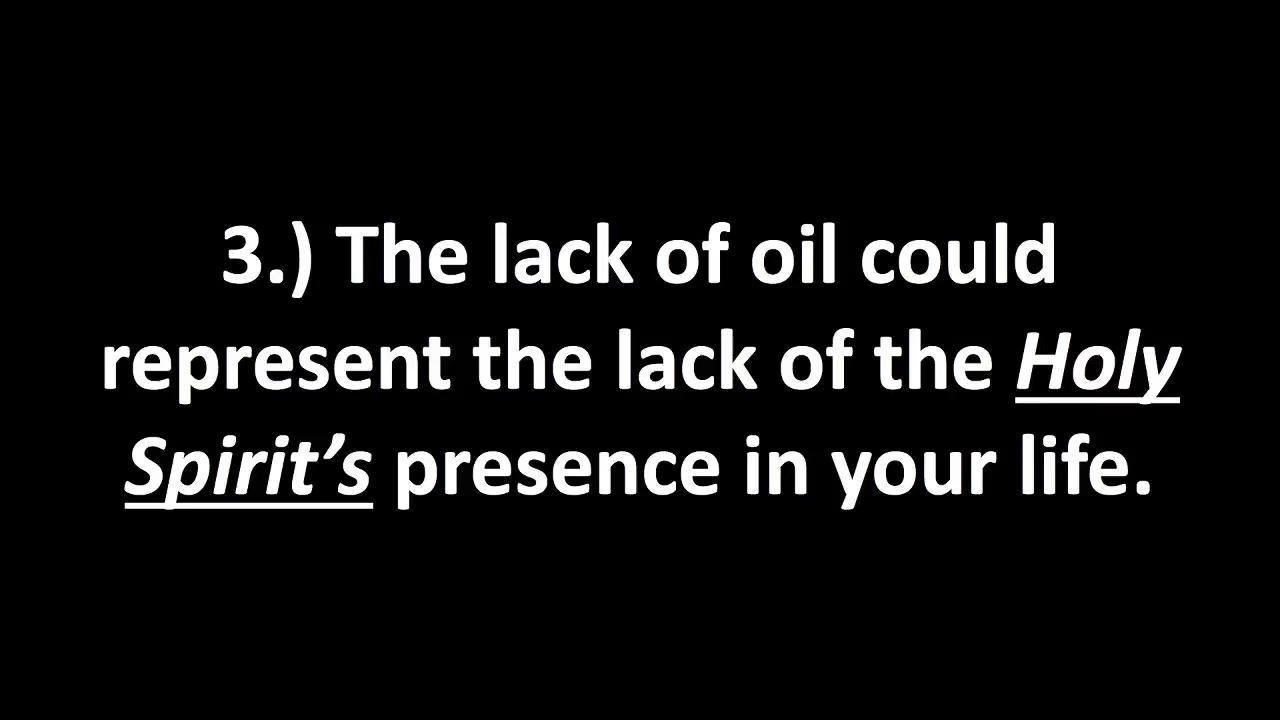 3.) The lack of oil could
represent the lack of the Holy
Spirit’s presence in your life.